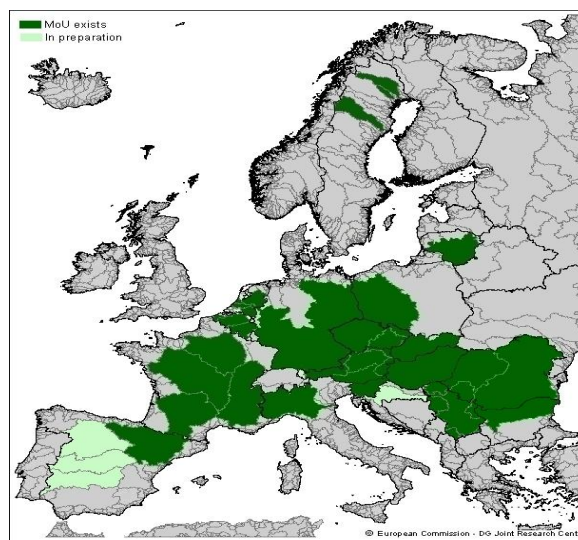 MoU exists
In preparation
© European Commission - DG Joint Research Cent